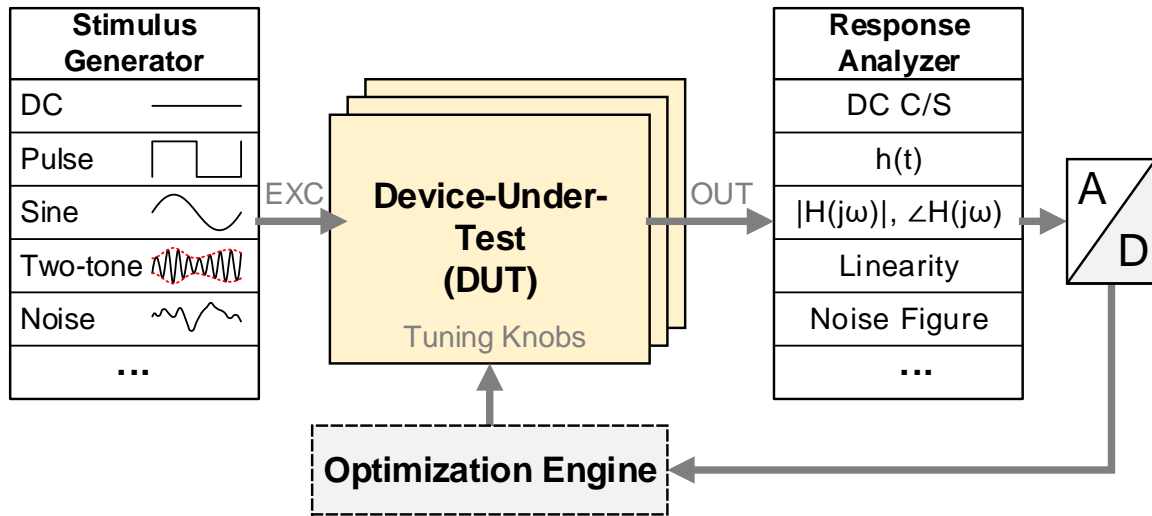 Stimulus
Generator
DC
Pulse
Sine
Two-tone
Noise
...
EXC
Device-Under-
Test
(DUT)
Tuning Knobs
OUT
Response
Analyzer
DC C/S
h(t)
|H(jω)|, ∠H(jω)
Linearity
Noise Figure
...
A
D
Optimization Engine